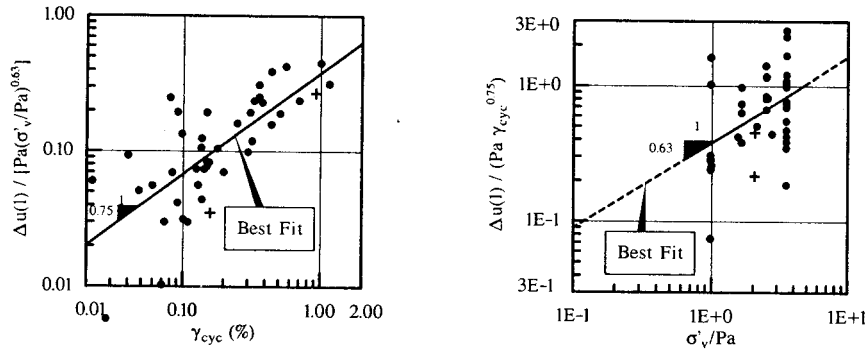 Δu(1) / [Pa(σ'v/Pa)^0.63]
1.00
0.10
0.01
0.75
1
Best Fit
0.01
0.10
1.00
2.00
γcyc (%)
Δu(1) / (Pa γcyc^0.75)
3E+0
1E+0
1E-1
3E-1
0.63
1
Best Fit
1E-1
1E+0
1E+1
σ'v/Pa